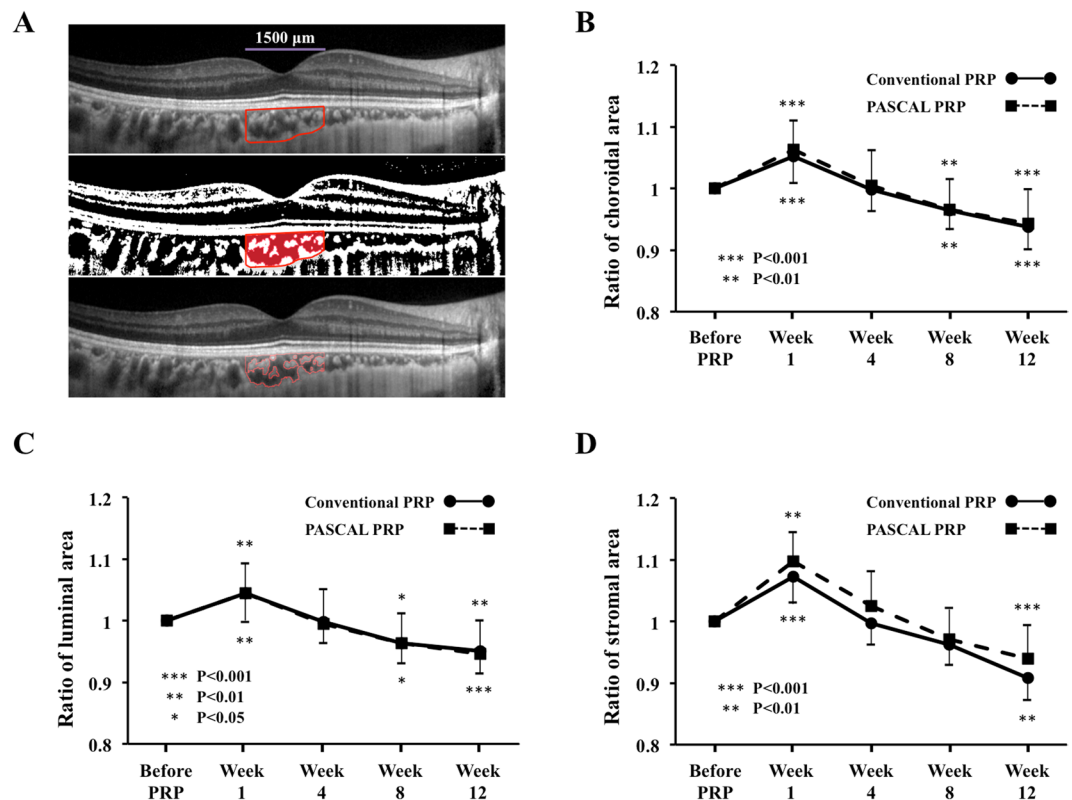 A
1500 μm
B
Ratio of choroidal area
1.2
1.1
1
0.9
0.8
Conventional PRP
PASCAL PRP
***
***
**
**
***
***
*** P<0.001
** P<0.01
Before PRP
Week 1
Week 4
Week 8
Week 12
C
Ratio of luminal area
1.2
1.1
1
0.9
0.8
Conventional PRP
PASCAL PRP
**
**
*
*
**
***
*** P<0.001
** P<0.01
* P<0.05
Before PRP
Week 1
Week 4
Week 8
Week 12
D
Ratio of stromal area
1.2
1.1
1
0.9
0.8
Conventional PRP
PASCAL PRP
**
***
***
**
*** P<0.001
** P<0.01
Before PRP
Week 1
Week 4
Week 8
Week 12